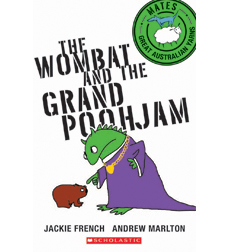 MATES
GREAT AUSTRALIAN YARNS
THE
WOMBAT
AND THE
GRAND
POOHJAM
JACKIE FRENCH ANDREW MARLTON
SCHOLASTIC